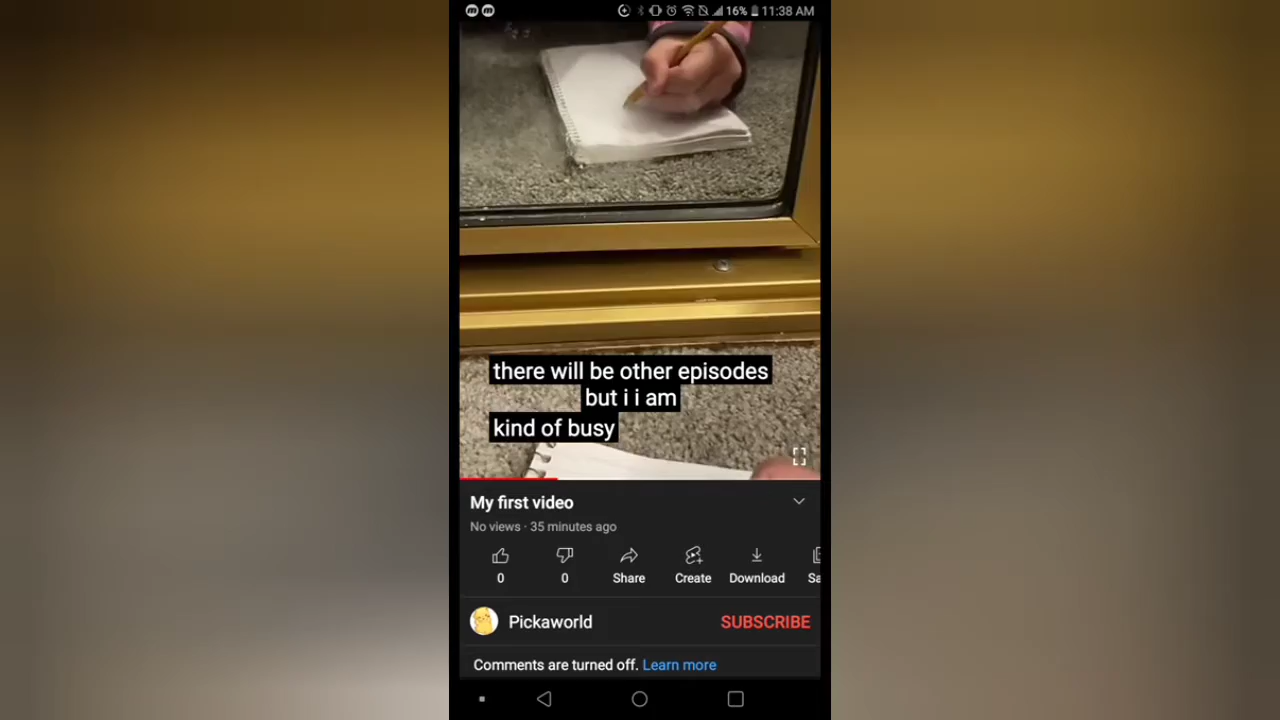 16% 11:38 AM
there will be other episodes
but i i am
kind of busy
My first video
No views · 35 minutes ago
0 0 Share Create Download Sa
Pickaworld SUBSCRIBE
Comments are turned off. Learn more